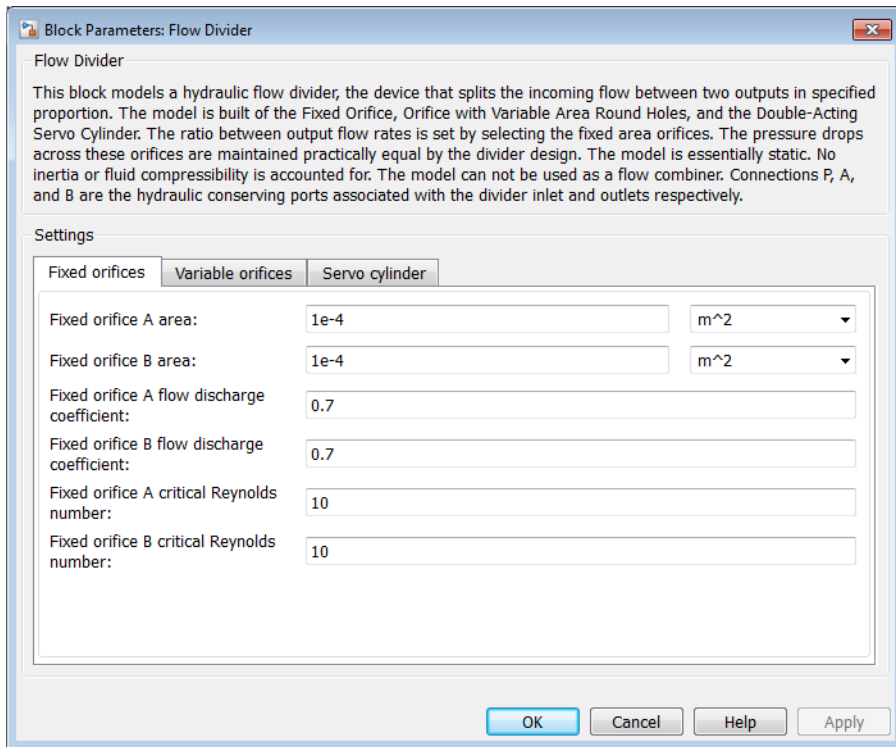 Block Parameters: Flow Divider
Flow Divider
This block models a hydraulic flow divider, the device that splits the incoming flow between two outputs in specified
proportion. The model is built of the Fixed Orifice, Orifice with Variable Area Round Holes, and the Double-Acting
Servo Cylinder. The ratio between output flow rates is set by selecting the fixed area orifices. The pressure drops
across these orifices are maintained practically equal by the divider design. The model is essentially static. No
inertia or fluid compressibility is accounted for. The model can not be used as a flow combiner. Connections P, A,
and B are the hydraulic conserving ports associated with the divider inlet and outlets respectively.
Settings
Fixed orifices Variable orifices Servo cylinder
Fixed orifice A area: 1e-4 m^2
Fixed orifice B area: 1e-4 m^2
Fixed orifice A flow discharge
coefficient: 0.7
Fixed orifice B flow discharge
coefficient: 0.7
Fixed orifice A critical Reynolds
number: 10
Fixed orifice B critical Reynolds
number: 10
OK Cancel Help Apply